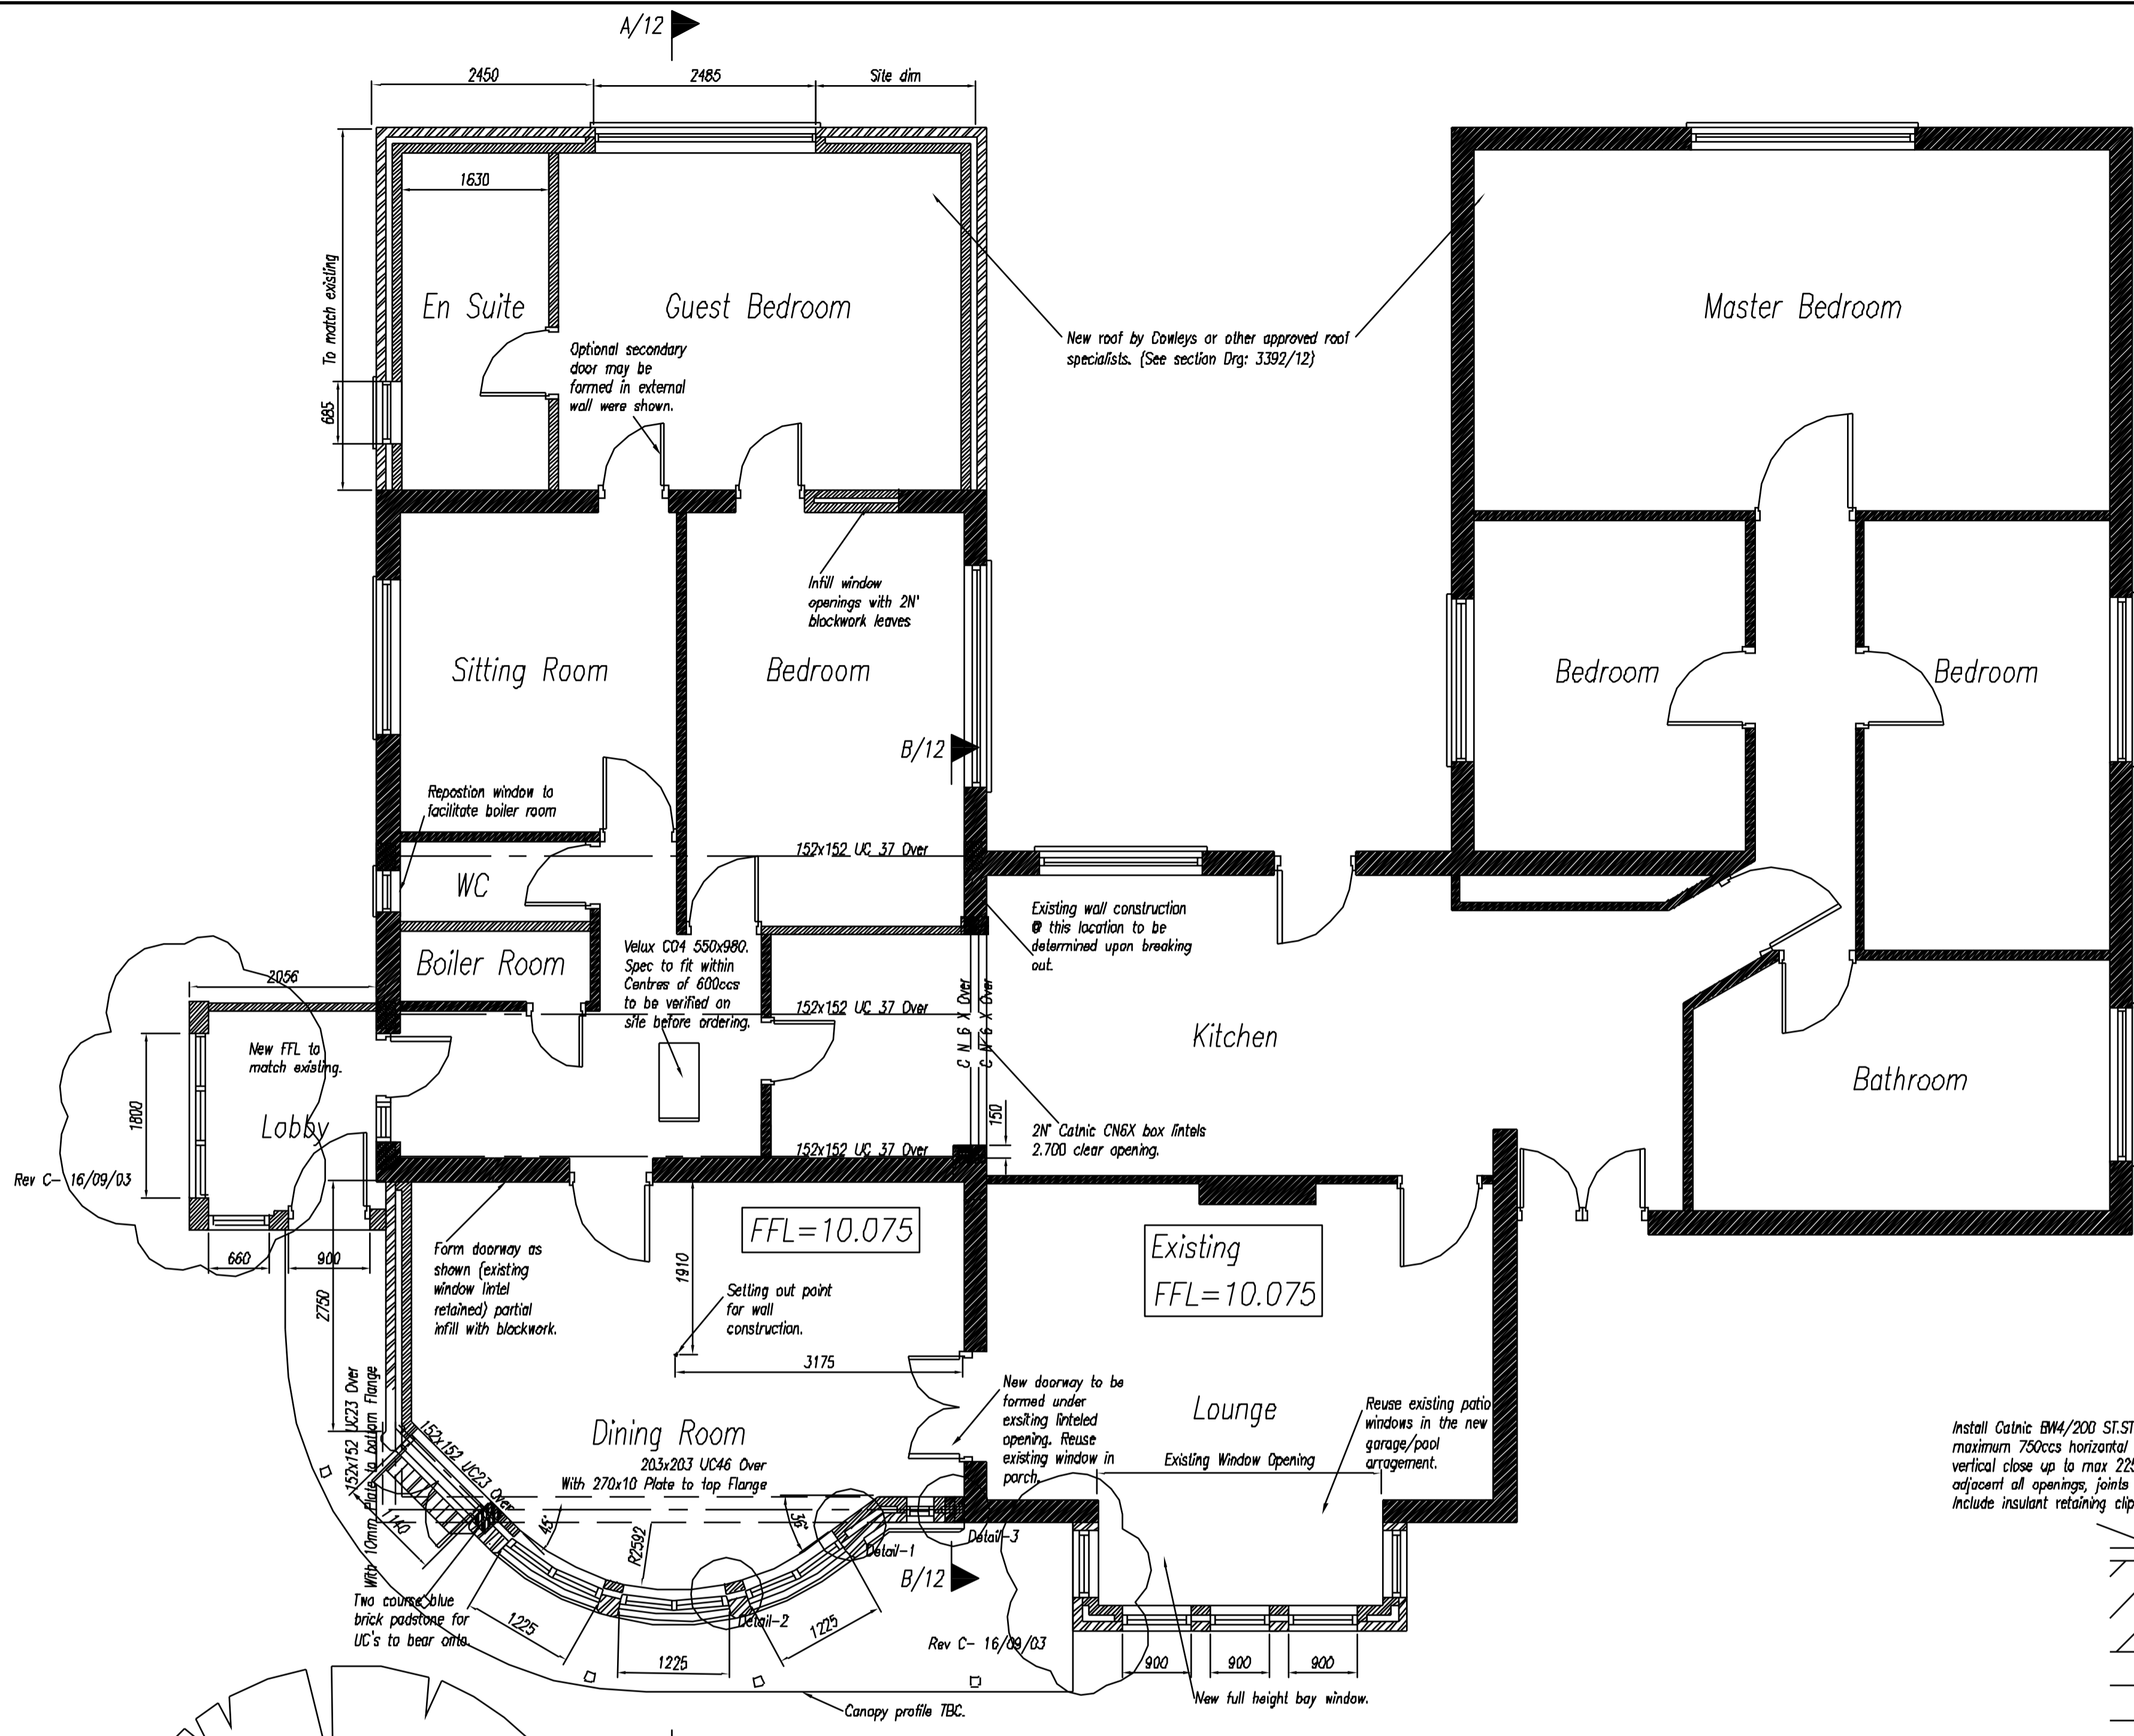 A/12
2450
2485
Site dim
1630
To match existing
685
En Suite
Guest Bedroom
Optional secondary
door may be
formed in external
wall were shown.
New roof by Cowleys or other approved roof
specialists. (See section Drg: 3392/12)
Master Bedroom
Infill window
openings with 2N°
blockwork leaves
Sitting Room
Bedroom
Bedroom
Bedroom
B/12
Repostion window to
facilitate boiler room
152x152 UC 37 Over
WC
Existing wall construction
@ this location to be
determined upon breaking
out.
Boiler Room
Velux C04 550x980.
Spec to fit within
Centres of 600ccs
to be verified on
site before ordering.
2056
152x152 UC 37 Over
C N 6 X Over
C N 6 X Over
Kitchen
New FFL to
match existing.
1800
Lobby
Bathroom
150
2N° Catnic CN6X box lintels
2.700 clear opening.
152x152 UC 37 Over
Rev C- 16/09/03
660
900
2750
Form doorway as
shown (existing
window lintel
retained) partial
infill with blockwork.
FFL=10.075
1910
Setting out point
for wall
construction.
3175
Existing
FFL=10.075
152x152 UC23 Over
With 10mm Plate to bottom Flange
152x152 UC23 Over
Dining Room
203x203 UC46 Over
With 270x10 Plate to top Flange
New doorway to be
formed under
exsiting linteled
opening. Reuse
existing window in
porch.
Lounge
Existing Window Opening
Reuse existing patio
windows in the new
garage/pool
arragement.
Install Catnic BW4/200 ST.ST
maximum 750ccs horizontal
vertical close up to max 225
adjacent all openings, joints
Include insulant retaining clip
1140
45°
R2592
36°
Detail-1
Detail-3
B/12
Two course blue
brick padstone for
UC's to bear onto.
1225
1225
1225
Detail-2
Rev C- 16/09/03
900
900
900
New full height bay window.
Canopy profile TBC.